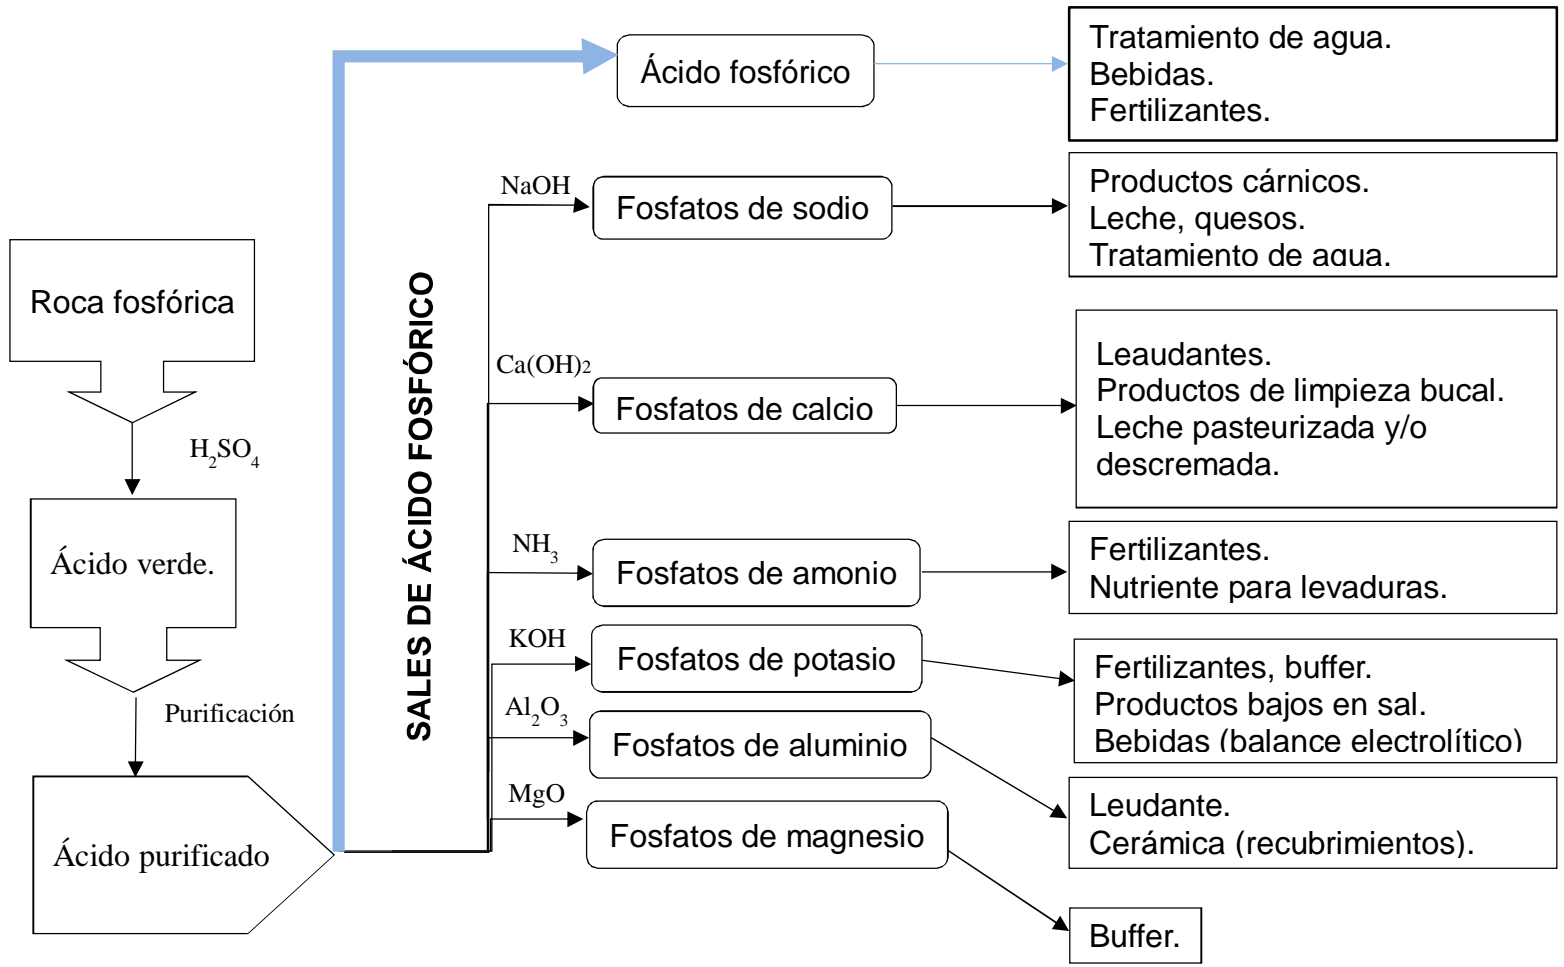 Roca fosfórica
H₂SO₄
Ácido verde.
Purificación
Ácido purificado
SALES DE ÁCIDO FOSFÓRICO
Ácido fosfórico
Tratamiento de agua.
Bebidas.
Fertilizantes.
NaOH
Fosfatos de sodio
Productos cárnicos.
Leche, quesos.
Tratamiento de agua.
Ca(OH)2
Fosfatos de calcio
Leaudantes.
Productos de limpieza bucal.
Leche pasteurizada y/o
descremada.
NH₃
Fosfatos de amonio
Fertilizantes.
Nutriente para levaduras.
KOH
Fosfatos de potasio
Fertilizantes, buffer.
Productos bajos en sal.
Bebidas (balance electrolítico)
Al₂O₃
Fosfatos de aluminio
Leudante.
Cerámica (recubrimientos).
MgO
Fosfatos de magnesio
Buffer.